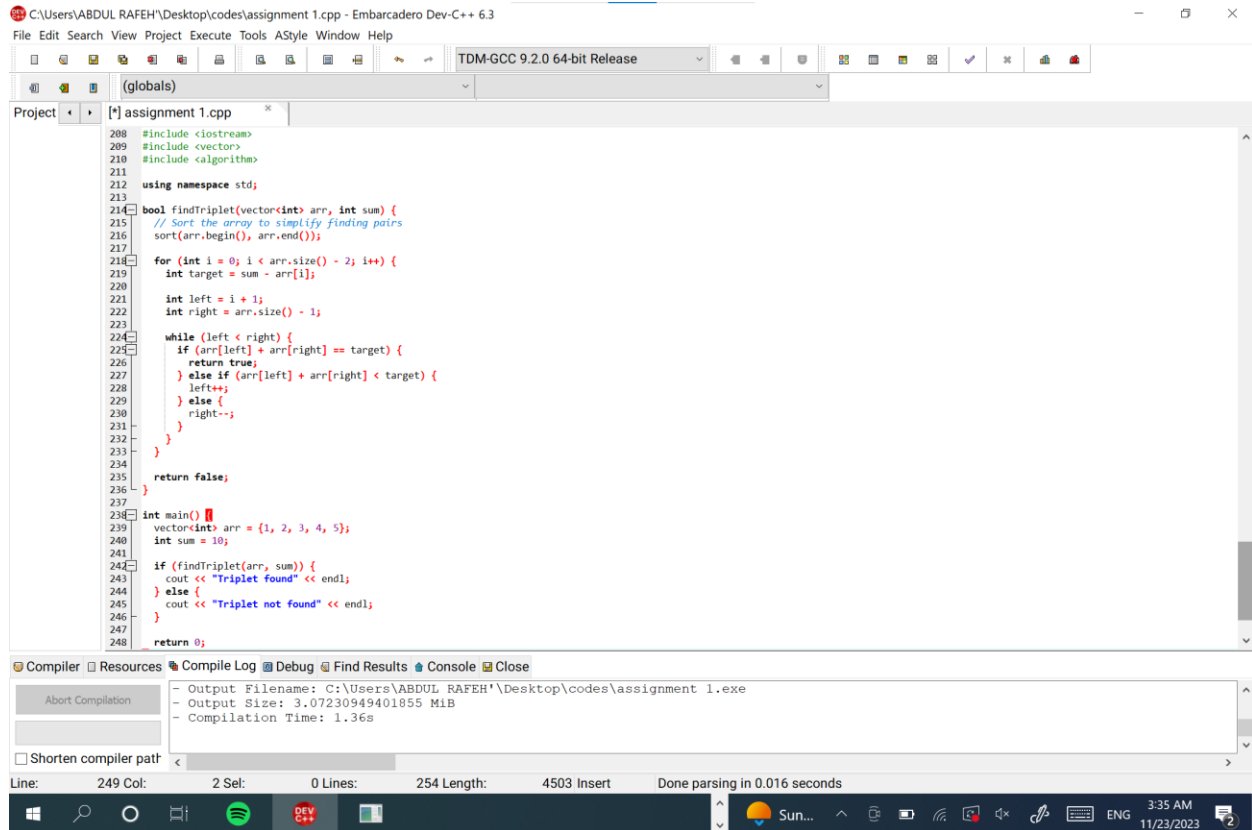 C:\Users\ABDUL RAFEH'\Desktop\codes\assignment 1.cpp - Embarcadero Dev-C++ 6.3
File Edit Search View Project Execute Tools AStyle Window Help
TDM-GCC 9.2.0 64-bit Release
(globals)
Project [*] assignment 1.cpp
208 #include <iostream>
209 #include <vector>
210 #include <algorithm>
211
212 using namespace std;
213
214 bool findTriplet(vector<int> arr, int sum) {
215 // Sort the array to simplify finding pairs
216 sort(arr.begin(), arr.end());
217
218 for (int i = 0; i < arr.size() - 2; i++) {
219 int target = sum - arr[i];
220
221 int left = i + 1;
222 int right = arr.size() - 1;
223
224 while (left < right) {
225 if (arr[left] + arr[right] == target) {
226 return true;
227 } else if (arr[left] + arr[right] < target) {
228 left++;
229 } else {
230 right--;
231 }
232 }
233 }
234
235 return false;
236 }
237
238 int main() {
239 vector<int> arr = {1, 2, 3, 4, 5};
240 int sum = 10;
241
242 if (findTriplet(arr, sum)) {
243 cout << "Triplet found" << endl;
244 } else {
245 cout << "Triplet not found" << endl;
246 }
247
248 return 0;
Compiler Resources Compile Log Debug Find Results Console Close
Abort Compilation
- Output Filename: C:\Users\ABDUL RAFEH'\Desktop\codes\assignment 1.exe
- Output Size: 3.07230949401855 MiB
- Compilation Time: 1.36s
Shorten compiler path
Line: 249 Col: 2 Sel: 0 Lines: 254 Length: 4503 Insert Done parsing in 0.016 seconds
DEV C++ Sun... ENG 3:35 AM
11/23/2023 2